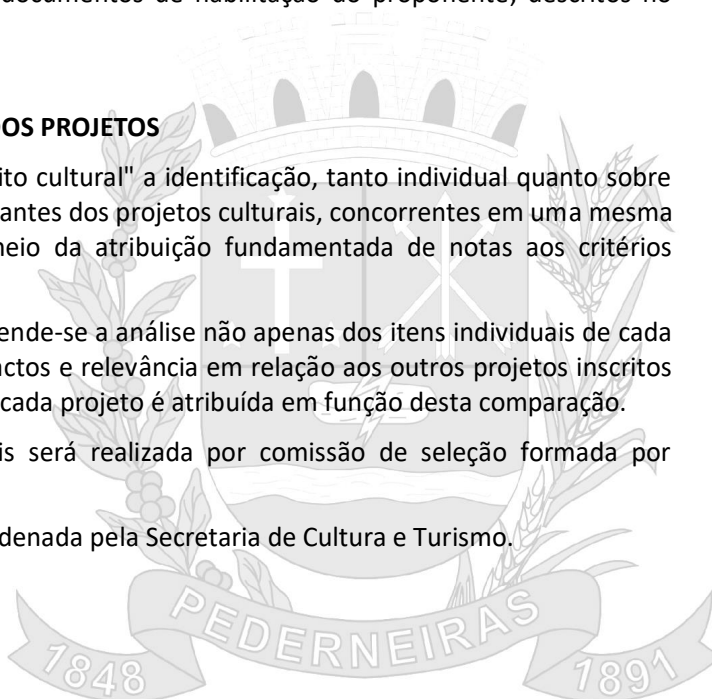 documentos de habilitação do proponente, descritos no
DOS PROJETOS
ito cultural" a identificação, tanto individual quanto sobre
antes dos projetos culturais, concorrentes em uma mesma
neio da atribuição fundamentada de notas aos critérios
ende-se a análise não apenas dos itens individuais de cada
actos e relevância em relação aos outros projetos inscritos
cada projeto é atribuída em função desta comparação.
is será realizada por comissão de seleção formada por
denada pela Secretaria de Cultura e Turismo.
PEDERNEIRAS
1848
1891